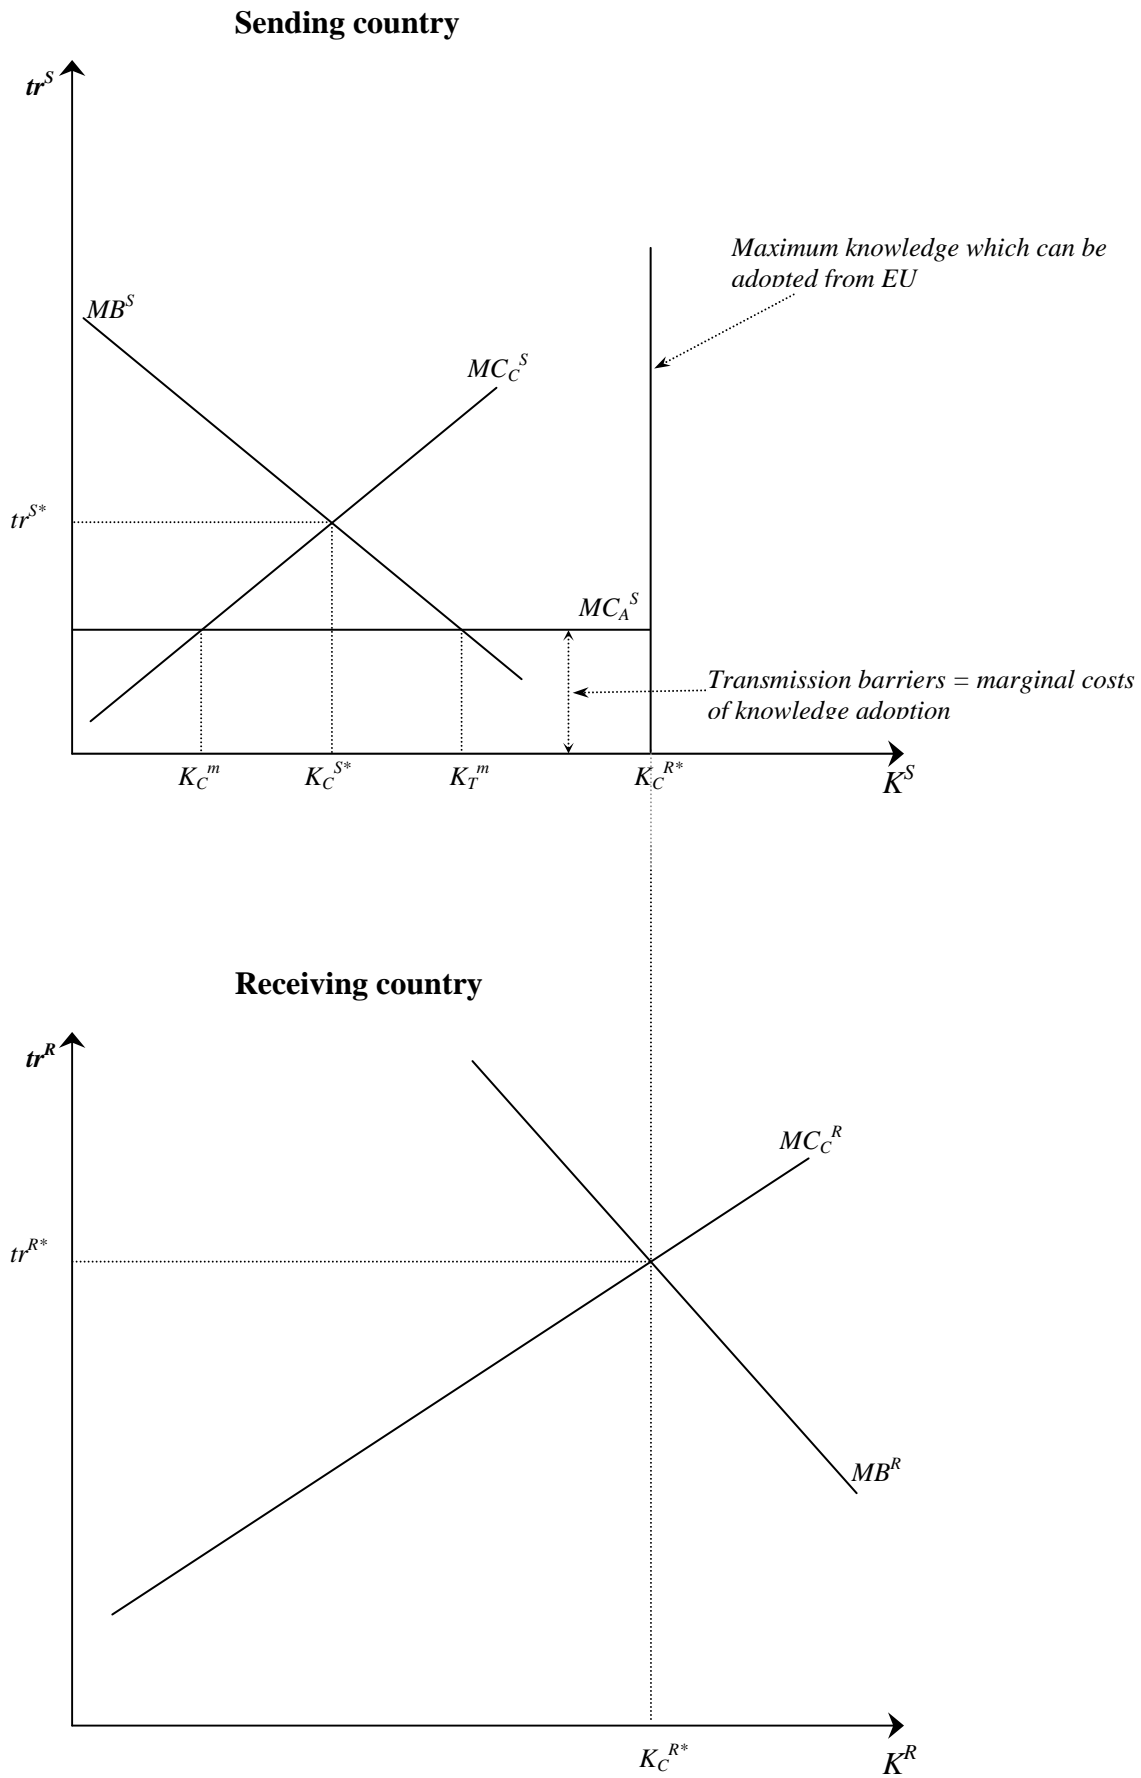 Sending country
tr^S
Maximum knowledge which can be
adopted from EU
MB^S
MC_C^S
tr^S*
MC_A^S
Transmission barriers = marginal costs
of knowledge adoption
K_C^m K_C^S* K_T^m K_C^R* K^S
Receiving country
tr^R
MC_C^R
tr^R*
MB^R
K_C^R* K^R